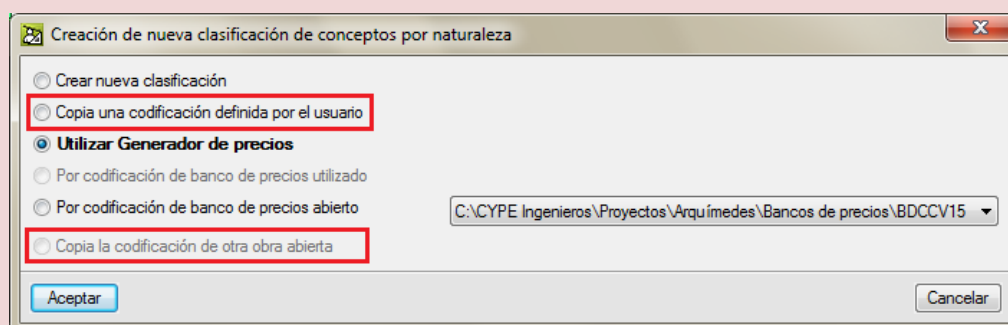 Creación de nueva clasificación de conceptos por naturaleza
Crear nueva clasificación
Copia una codificación definida por el usuario
Utilizar Generador de precios
Por codificación de banco de precios utilizado
Por codificación de banco de precios abierto
C:\CYPE Ingenieros\Proyectos\Arquímedes\Bancos de precios\BDCCV15
Copia la codificación de otra obra abierta
Aceptar
Cancelar